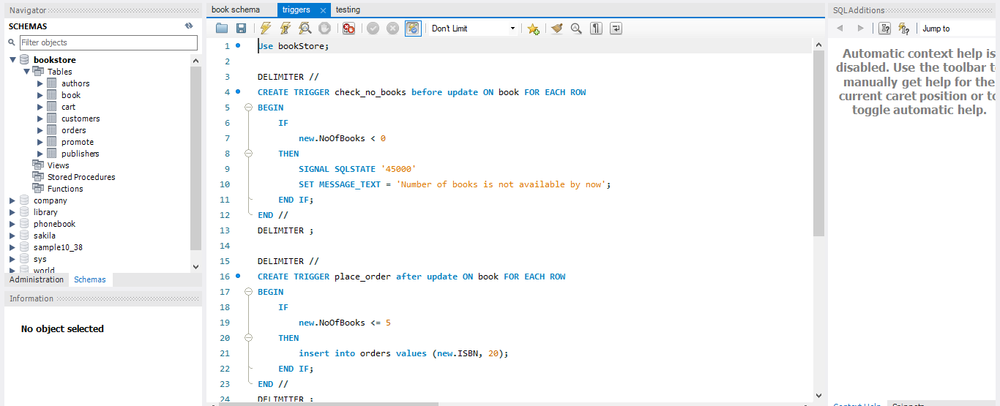 Navigator
SCHEMAS
Filter objects
bookstore
Tables
authors
book
cart
customers
orders
promote
publishers
Views
Stored Procedures
Functions
company
library
phonebook
sakila
sample10_38
sys
world
Administration Schemas
Information
No object selected
book schema triggers testing
Don't Limit
1 Use bookStore;
2
3 DELIMITER //
4 CREATE TRIGGER check_no_books before update ON book FOR EACH ROW
5 BEGIN
6 IF
7 new.NoOfBooks < 0
8 THEN
9 SIGNAL SQLSTATE '45000'
10 SET MESSAGE_TEXT = 'Number of books is not available by now';
11 END IF;
12 END //
13 DELIMITER ;
14
15 DELIMITER //
16 CREATE TRIGGER place_order after update ON book FOR EACH ROW
17 BEGIN
18 IF
19 new.NoOfBooks <= 5
20 THEN
21 insert into orders values (new.ISBN, 20);
22 END IF;
23 END //
24 DELIMITER ;
SQLAdditions
Jump to
Automatic context help is
disabled. Use the toolbar to
manually get help for the
current caret position or to
toggle automatic help.
Context Help Snippets